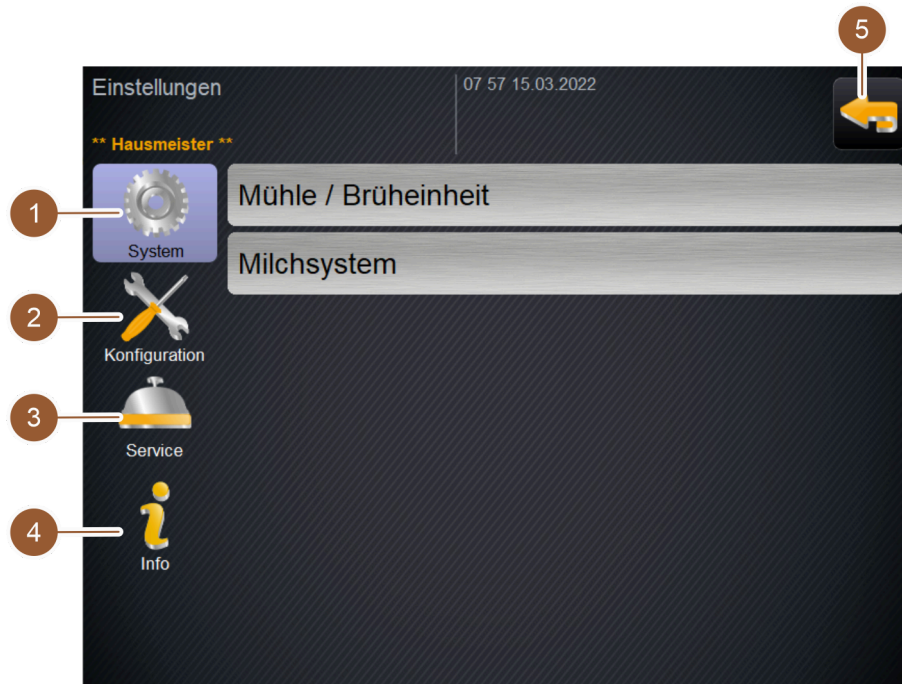 5
Einstellungen
07 57 15.03.2022
** Hausmeister **
1
System
Mühle / Brüheinheit
Milchsystem
2
Konfiguration
3
Service
4
Info